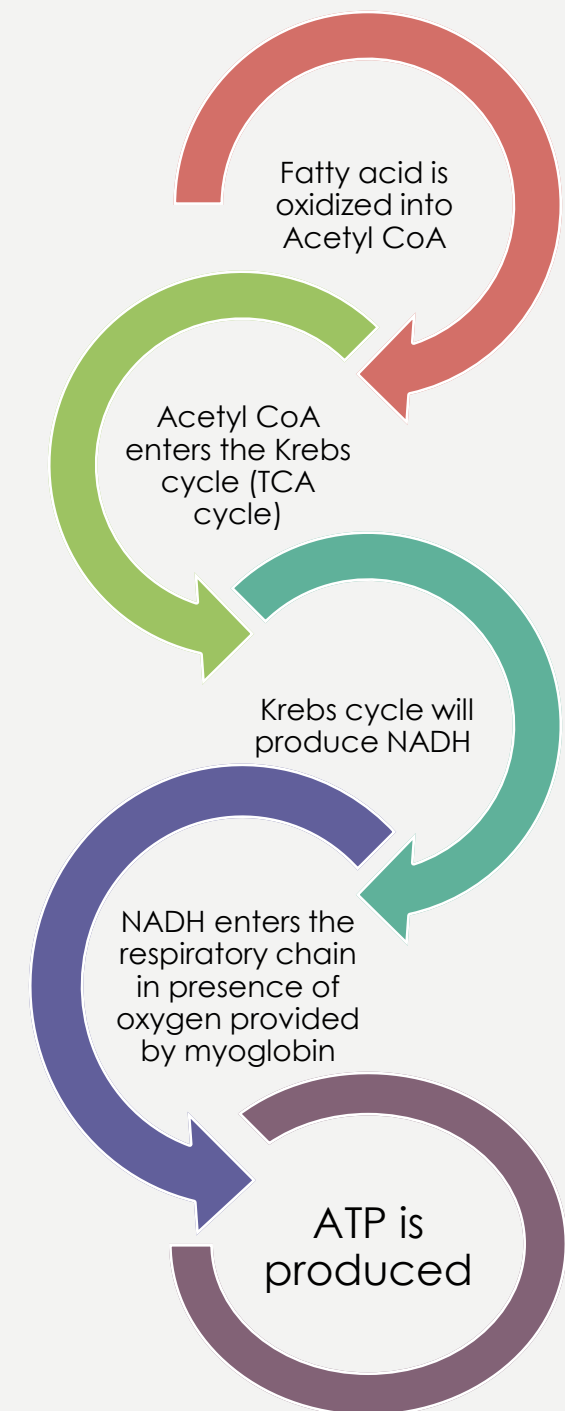 Fatty acid is
oxidized into
Acetyl CoA
Acetyl CoA
enters the Krebs
cycle (TCA
cycle)
Krebs cycle will
produce NADH
NADH enters the
respiratory chain
in presence of
oxygen provided
by myoglobin
ATP is
produced